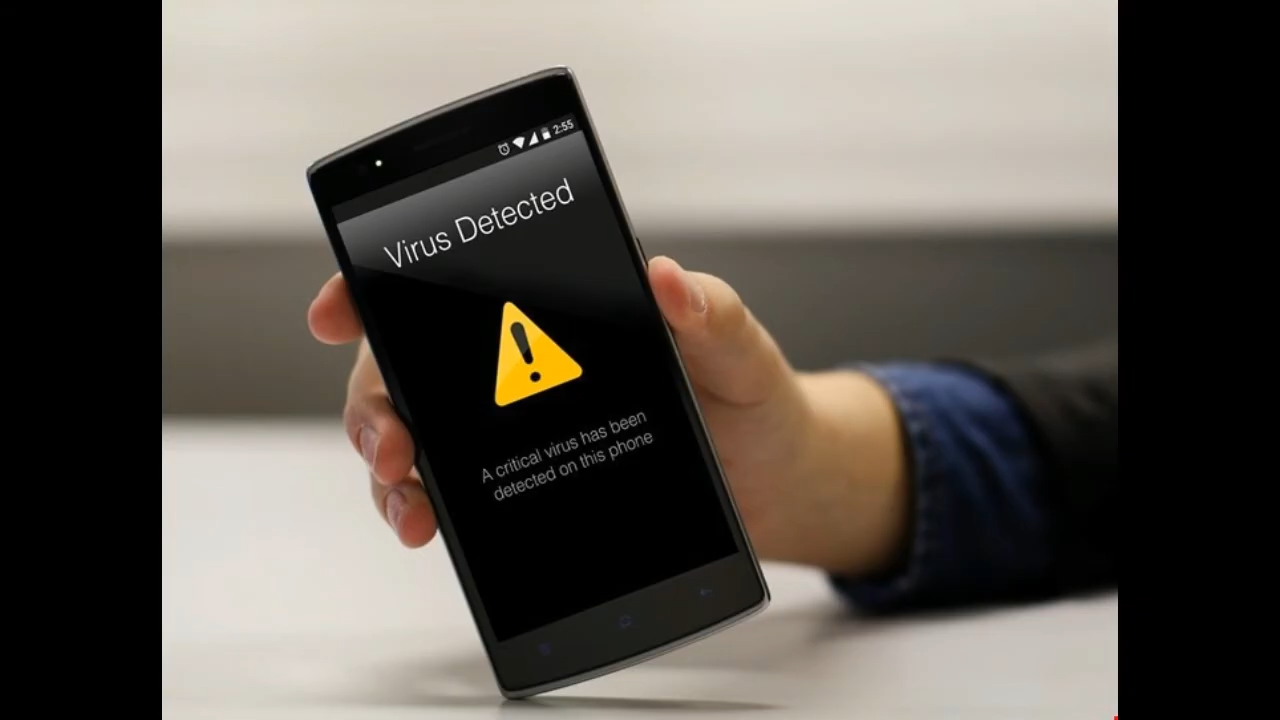 2:55
Virus Detected
A critical virus has been
detected on this phone